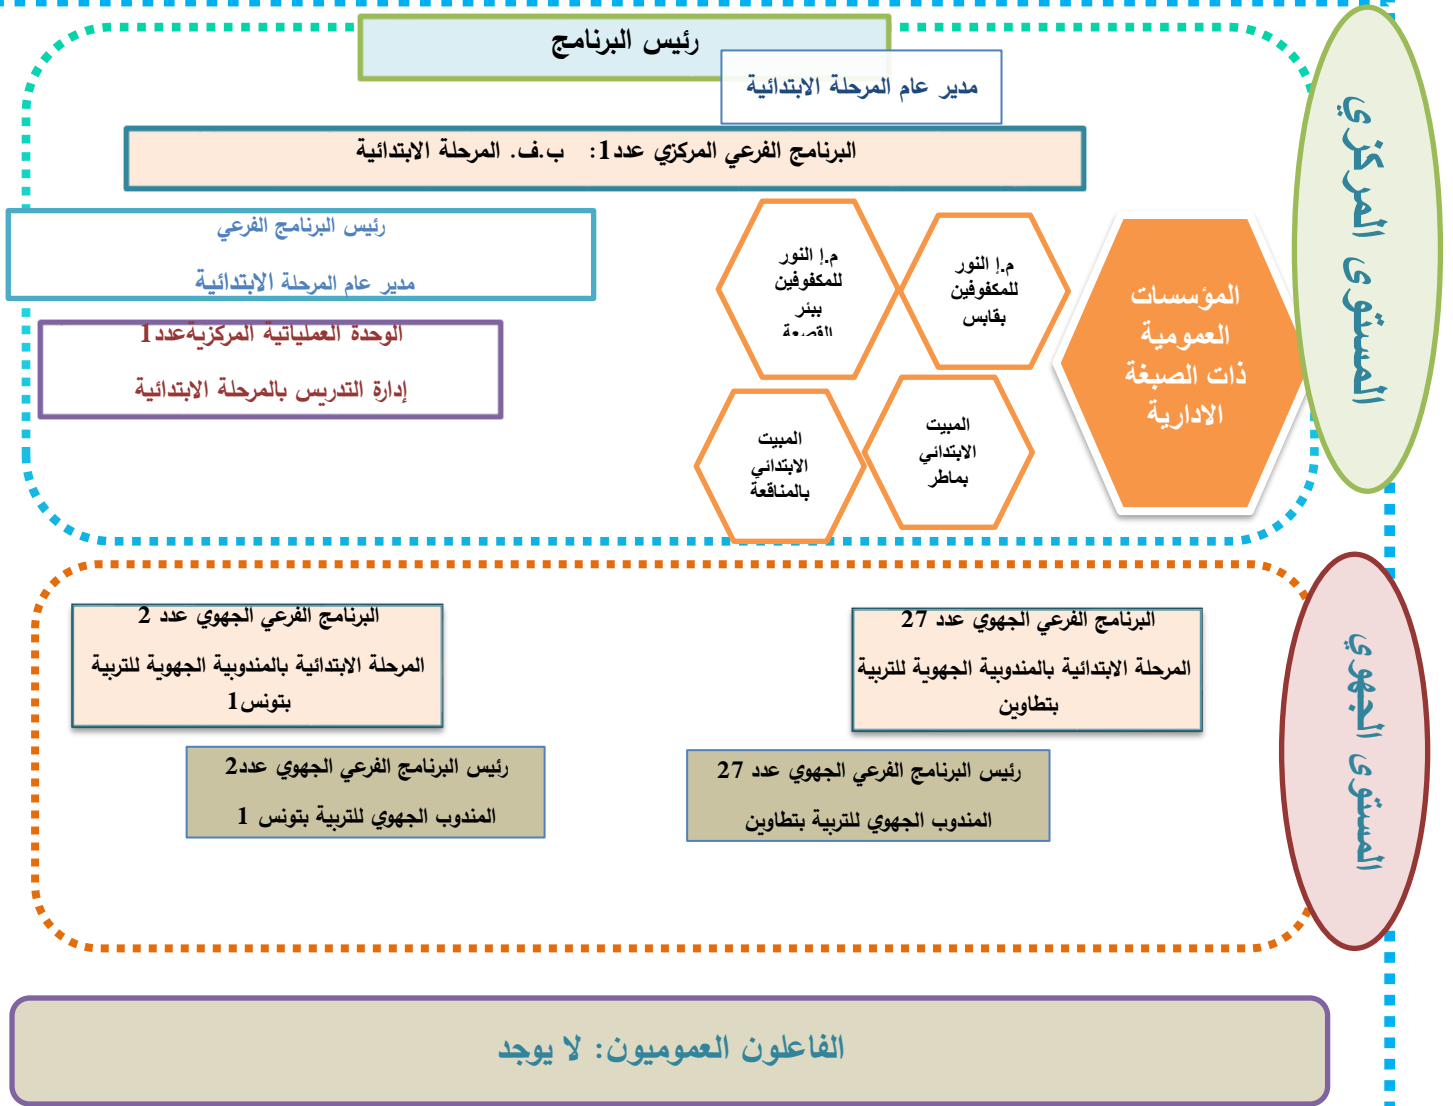 رئيس البرنامج
مدير عام المرحلة الابتدائية
المستوى المركزي
البرنامج الفرعي المركزي عدد1: ب.ف. المرحلة الابتدائية
رئيس البرنامج الفرعي
مدير عام المرحلة الابتدائية
الوحدة العملياتية المركزيةعدد1
إدارة التدريس بالمرحلة الابتدائية
المؤسسات
العمومية
ذات الصبغة
الادارية
م.إ النور
للمكفوفين
بقابس
م.إ النور
للمكفوفين
ببئر
القصعة
المبيت
الابتدائي
بماطر
المبيت
الابتدائي
بالمناقعة
المستوى الجهوي
البرنامج الفرعي الجهوي عدد 27
المرحلة الابتدائية بالمندوبية الجهوية للتربية
بتطاوين
البرنامج الفرعي الجهوي عدد 2
المرحلة الابتدائية بالمندوبية الجهوية للتربية
بتونس1
رئيس البرنامج الفرعي الجهوي عدد 27
المندوب الجهوي للتربية بتطاوين
رئيس البرنامج الفرعي الجهوي عدد2
المندوب الجهوي للتربية بتونس 1
الفاعلون العموميون: لا يوجد